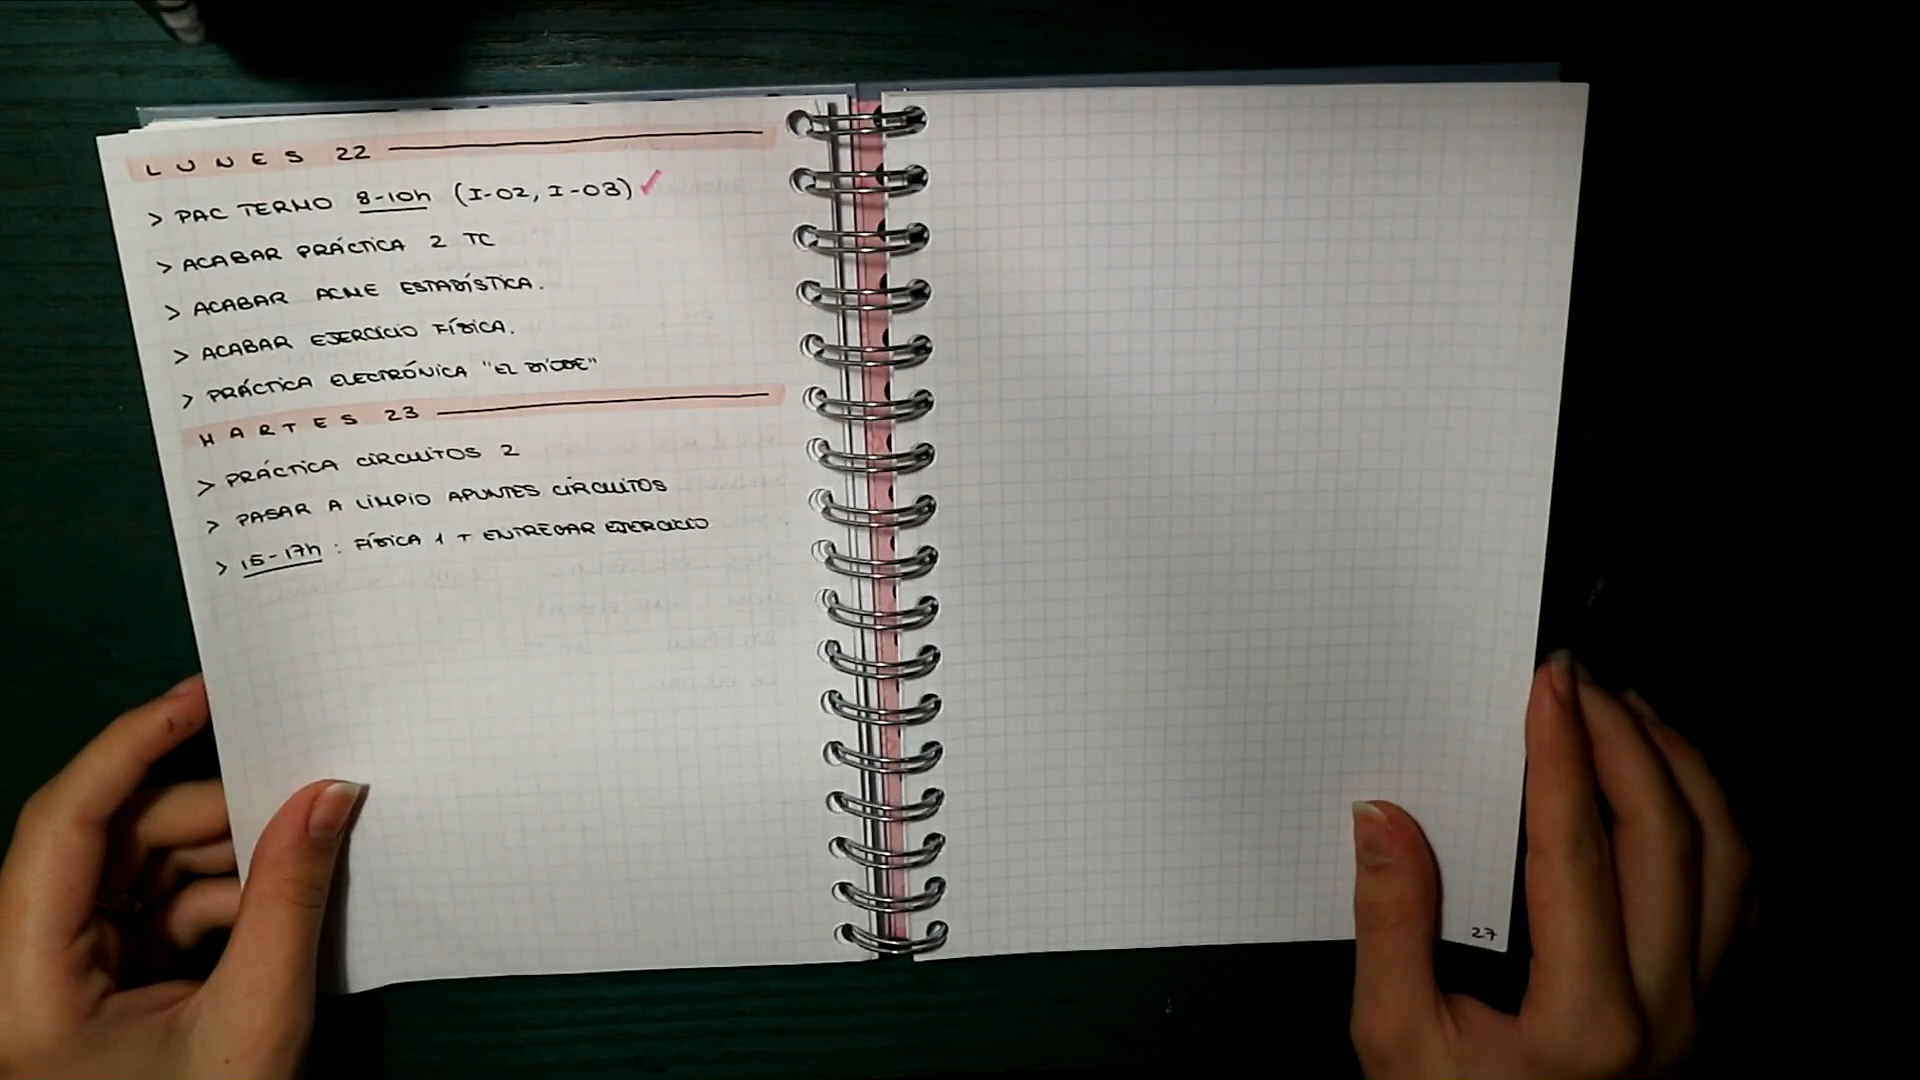 LUNES 22
> PAC TERMO 8-10h (I-02, I-03) ✓
> ACABAR PRÁCTICA 2 TC
> ACABAR ACME ESTADÍSTICA.
> ACABAR EJERCICIO FÍSICA.
> PRÁCTICA ELECTRÓNICA "EL DIODE"
MARTES 23
> PRÁCTICA CIRCUITOS 2
> PASAR A LIMPIO APUNTES CIRCUITOS
> 15-17h : FÍSICA 1 + ENTREGAR EJERCICIO
27